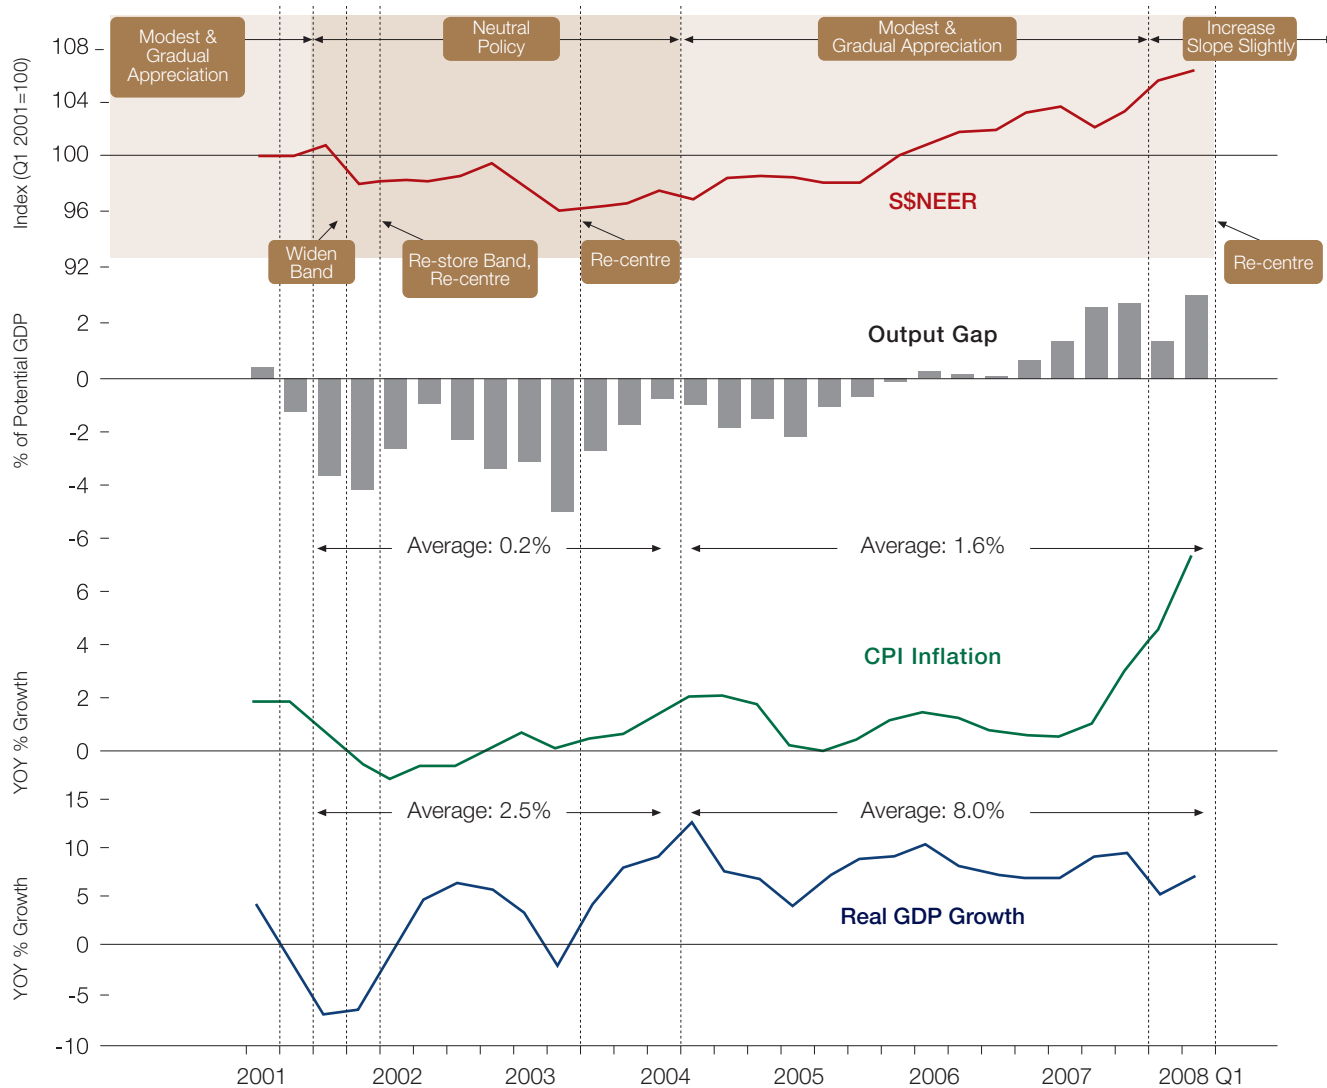 Index (Q1 2001=100)
108
104
100
96
92
Modest &
Gradual
Appreciation
Neutral
Policy
Modest &
Gradual Appreciation
Increase
Slope Slightly
S$NEER
Widen
Band
Re-store Band,
Re-centre
Re-centre
Re-centre
% of Potential GDP
2
0
-2
-4
-6
Output Gap
Average: 0.2%
Average: 1.6%
YOY % Growth
6
4
2
0
CPI Inflation
Average: 2.5%
Average: 8.0%
YOY % Growth
15
10
5
0
-5
-10
Real GDP Growth
2001
2002
2003
2004
2005
2006
2007
2008 Q1